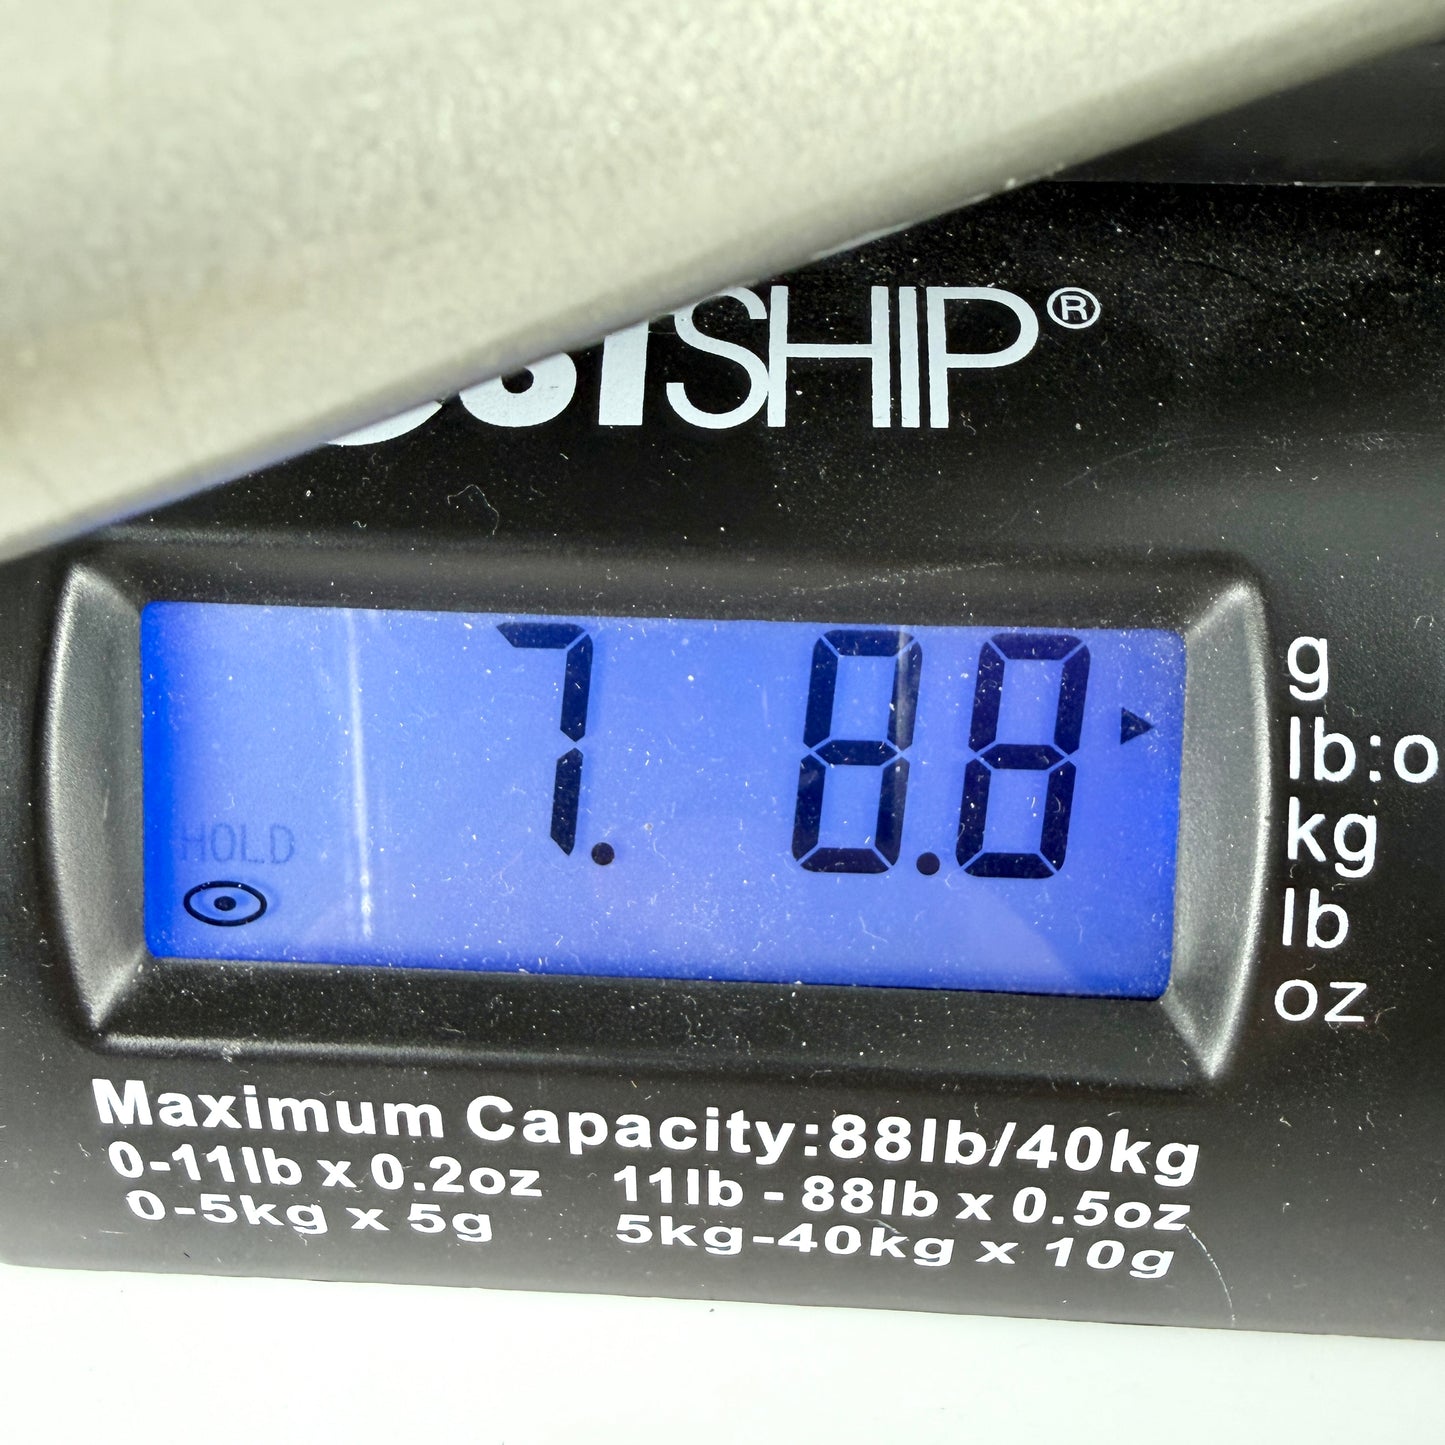 SHIP®
7. 8.8
HOLD
g
lb:o
kg
lb
oz
Maximum Capacity:88lb/40kg
0-11lb x 0.2oz 11lb - 88lb x 0.5oz
0-5kg x 5g 5kg-40kg x 10g